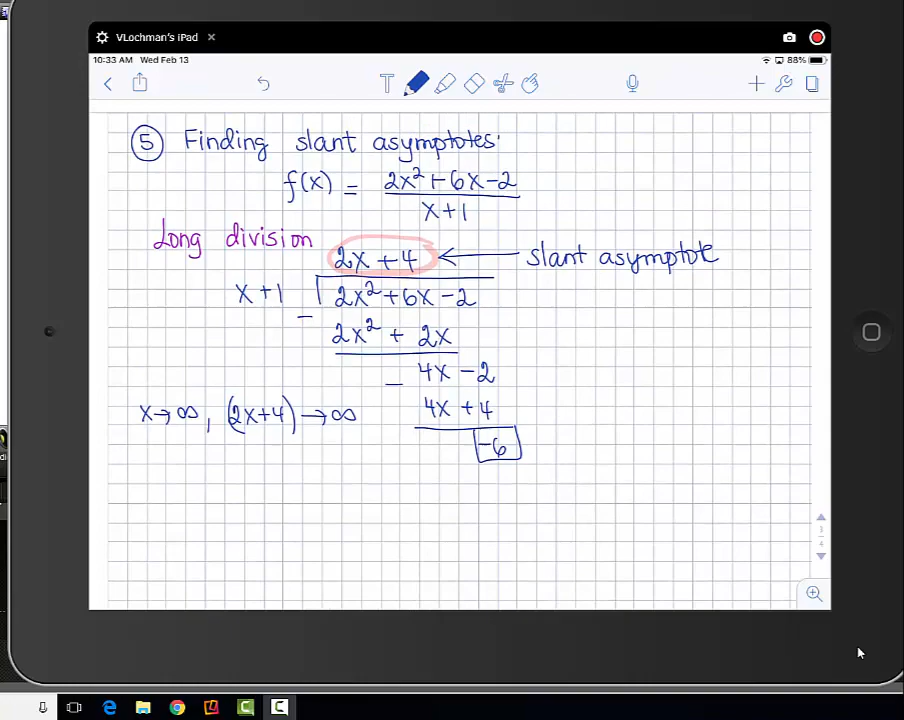 VLochman's iPad
10:33 AM Wed Feb 13 88%
T
⑤ Finding slant asymptotes:
f(x) = 2x² + 6x - 2
x + 1
Long division
2x + 4 ← slant asymptote
x + 1 2x² + 6x - 2
- 2x² + 2x
4x - 2
- 4x + 4
x → ∞, (2x+4) → ∞
-6